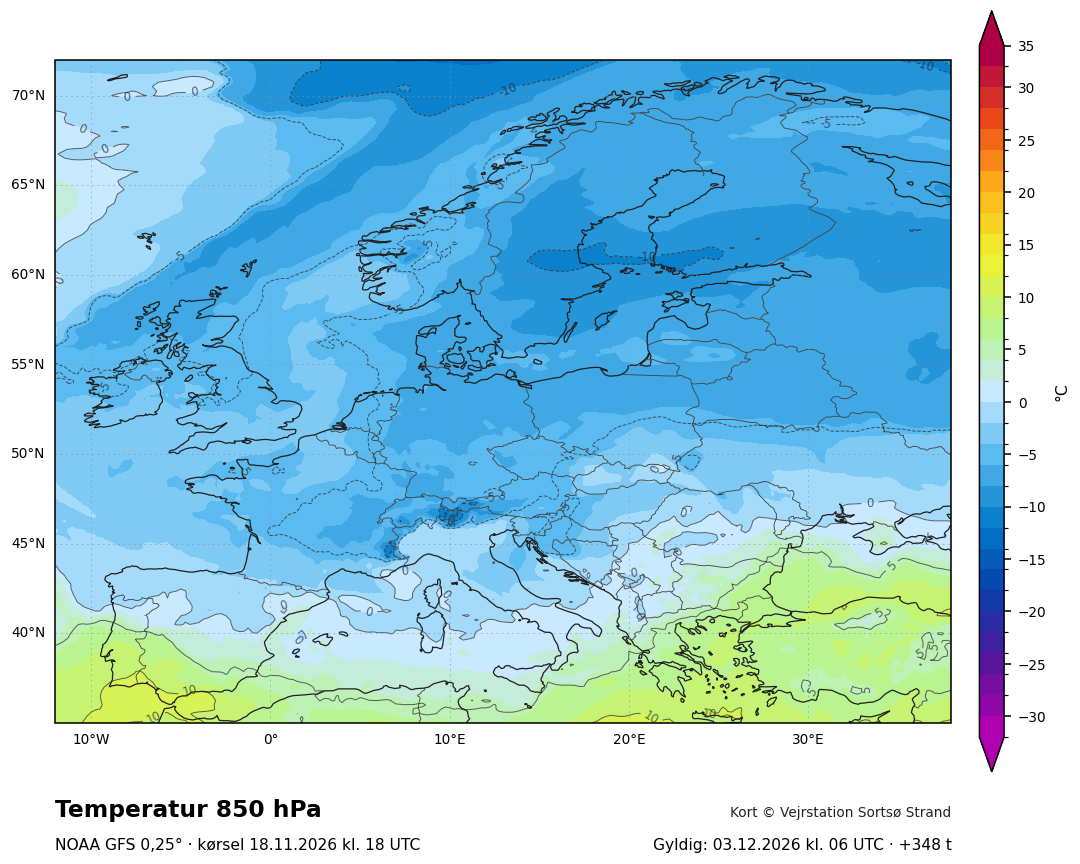 70°N
65°N
60°N
55°N
50°N
45°N
40°N
10°W 0° 10°E 20°E 30°E
35
30
25
20
15
10
5
0
−5
−10
−15
−20
−25
−30
°C
Temperatur 850 hPa
Kort © Vejrstation Sortsø Strand
NOAA GFS 0,25° · kørsel 18.11.2026 kl. 18 UTC
Gyldig: 03.12.2026 kl. 06 UTC · +348 t